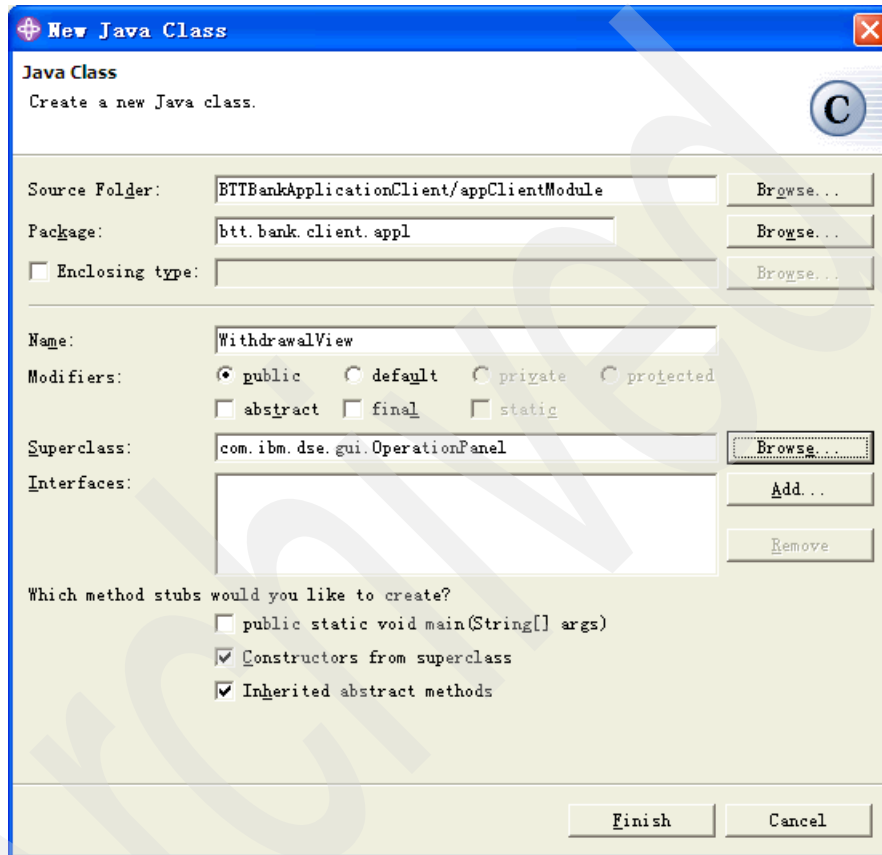 New Java Class
Java Class
Create a new Java class.
C
Source Folder: BTTBankApplicationClient/appClientModule Browse...
Package: btt.bank.client.appl Browse...
Enclosing type: Browse...
Name: WithdrawalView
Modifiers: public default private protected
abstract final static
Superclass: com.ibm.dse.gui.OperationPanel Browse...
Interfaces: Add...
Remove
Which method stubs would you like to create?
public static void main(String[] args)
Constructors from superclass
Inherited abstract methods
Finish Cancel
archived